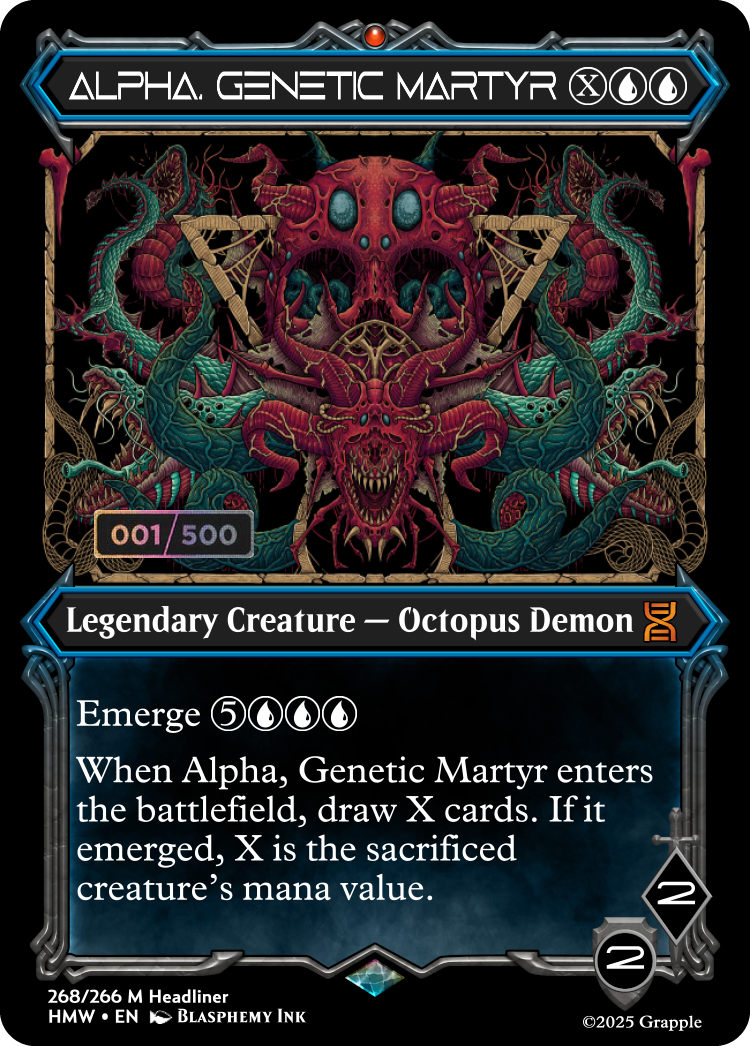 ALPHA, GENETIC MARTYR X
001/500
Legendary Creature — Octopus Demon
Emerge 5
When Alpha, Genetic Martyr enters
the battlefield, draw X cards. If it
emerged, X is the sacrificed
creature’s mana value.
2
2
268/266 M Headliner
HMW • EN BLASPHEMY INK
©2025 Grapple